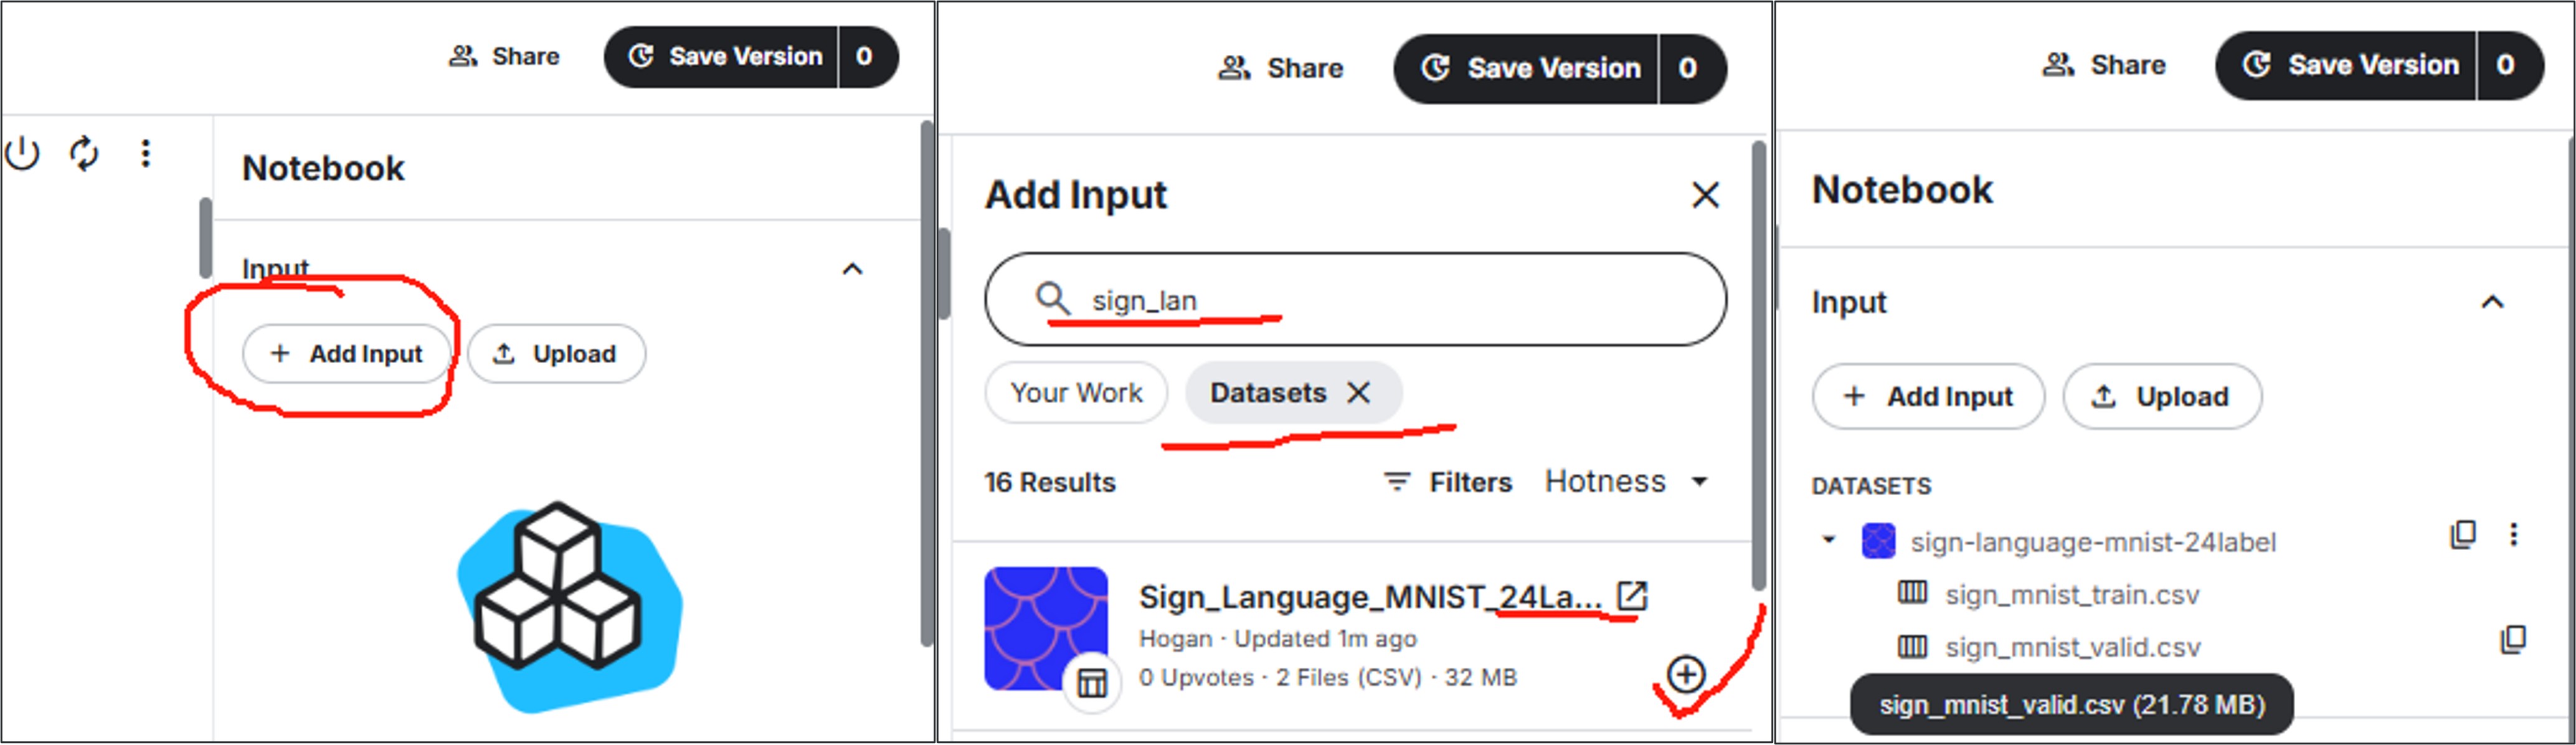 Share Save Version 0
Notebook
Input
+ Add Input Upload
Share Save Version 0
Add Input
sign_lan
Your Work Datasets
16 Results Filters Hotness
Sign_Language_MNIST_24La...
Hogan · Updated 1m ago
0 Upvotes · 2 Files (CSV) · 32 MB
Share Save Version 0
Notebook
Input
+ Add Input Upload
DATASETS
sign-language-mnist-24label
sign_mnist_train.csv
sign_mnist_valid.csv
sign_mnist_valid.csv (21.78 MB)